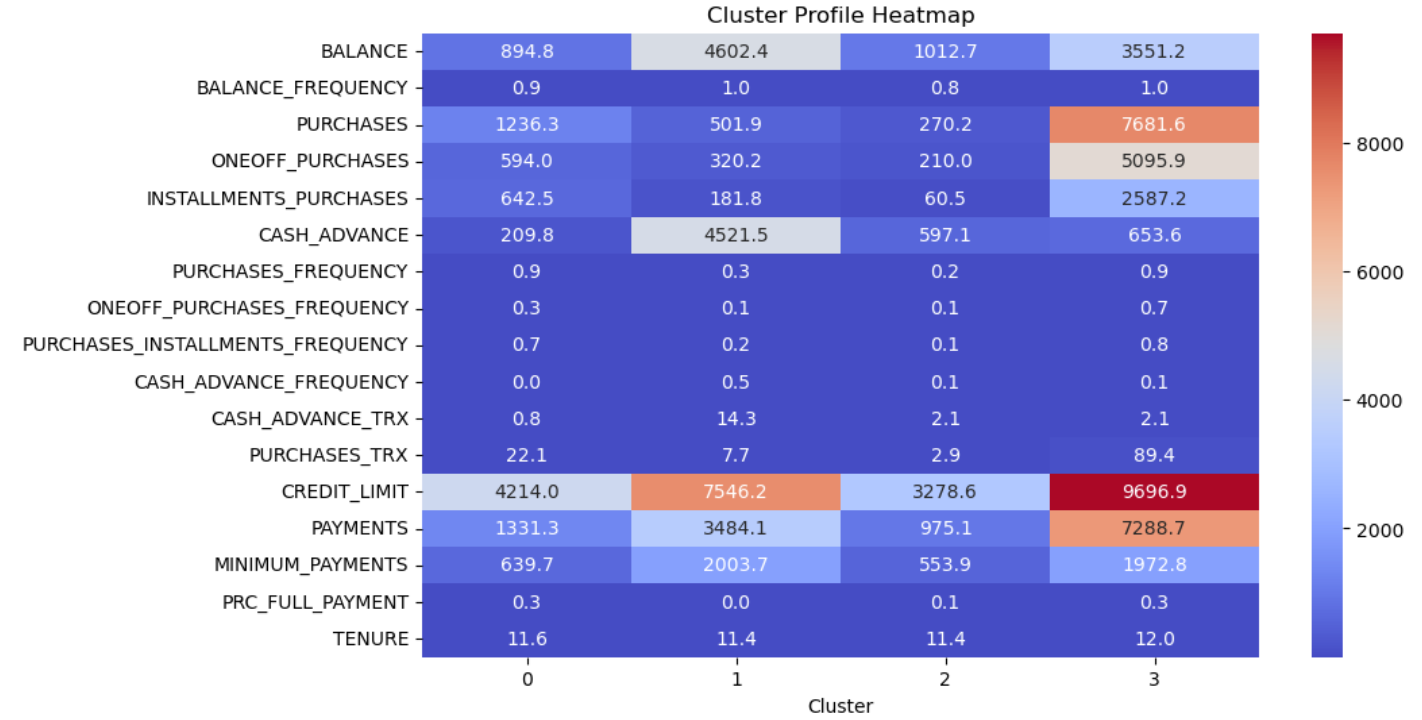 Cluster Profile Heatmap
BALANCE 894.8 4602.4 1012.7 3551.2
BALANCE_FREQUENCY 0.9 1.0 0.8 1.0
PURCHASES 1236.3 501.9 270.2 7681.6
ONEOFF_PURCHASES 594.0 320.2 210.0 5095.9
INSTALLMENTS_PURCHASES 642.5 181.8 60.5 2587.2
CASH_ADVANCE 209.8 4521.5 597.1 653.6
PURCHASES_FREQUENCY 0.9 0.3 0.2 0.9
ONEOFF_PURCHASES_FREQUENCY 0.3 0.1 0.1 0.7
PURCHASES_INSTALLMENTS_FREQUENCY 0.7 0.2 0.1 0.8
CASH_ADVANCE_FREQUENCY 0.0 0.5 0.1 0.1
CASH_ADVANCE_TRX 0.8 14.3 2.1 2.1
PURCHASES_TRX 22.1 7.7 2.9 89.4
CREDIT_LIMIT 4214.0 7546.2 3278.6 9696.9
PAYMENTS 1331.3 3484.1 975.1 7288.7
MINIMUM_PAYMENTS 639.7 2003.7 553.9 1972.8
PRC_FULL_PAYMENT 0.3 0.0 0.1 0.3
TENURE 11.6 11.4 11.4 12.0
0 1 2 3
Cluster
8000
6000
4000
2000